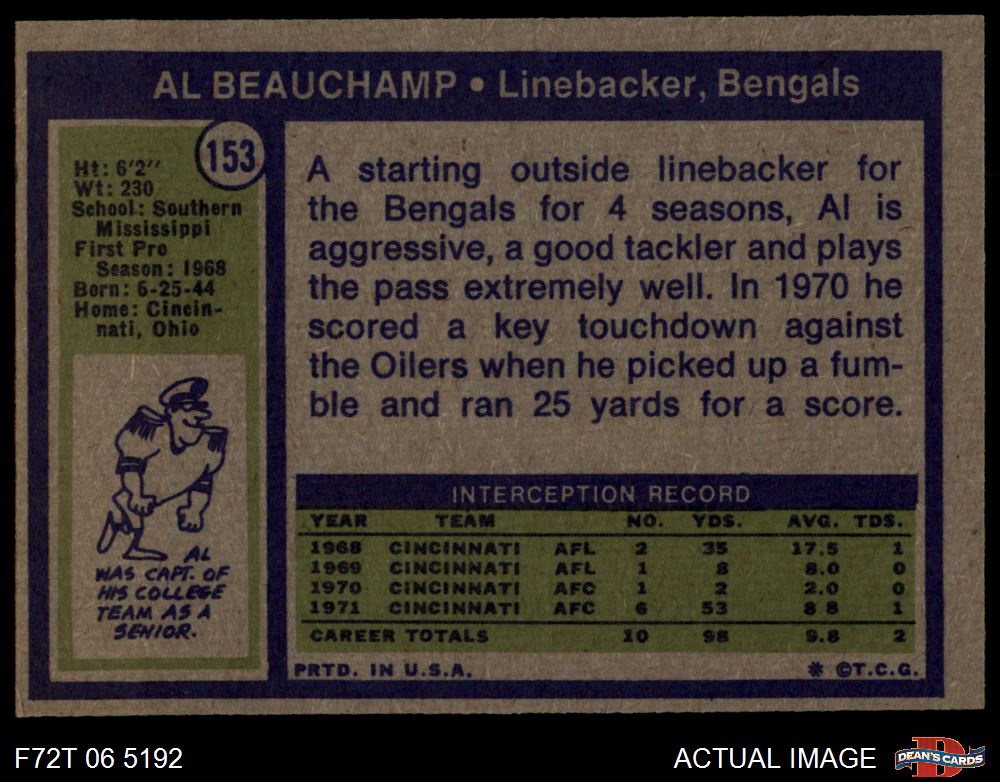 AL BEAUCHAMP • Linebacker, Bengals
153
Ht: 6'2''
Wt: 230
School: Southern
Mississippi
First Pro
Season: 1968
Born: 6-25-44
Home: Cincin-
nati, Ohio
AL
WAS CAPT. OF
HIS COLLEGE
TEAM AS A
SENIOR.
A starting outside linebacker for
the Bengals for 4 seasons, Al is
aggressive, a good tackler and plays
the pass extremely well. In 1970 he
scored a key touchdown against
the Oilers when he picked up a fum-
ble and ran 25 yards for a score.
INTERCEPTION RECORD
YEAR TEAM NO. YDS. AVG. TDS.
1968 CINCINNATI AFL 2 35 17.5 1
1969 CINCINNATI AFL 1 8 8.0 0
1970 CINCINNATI AFC 1 2 2.0 0
1971 CINCINNATI AFC 6 53 8 8 1
CAREER TOTALS 10 98 9.8 2
PRTD. IN U.S.A. * ©T.C.G.
F72T 06 5192 ACTUAL IMAGE
D
DEAN'S CARDS